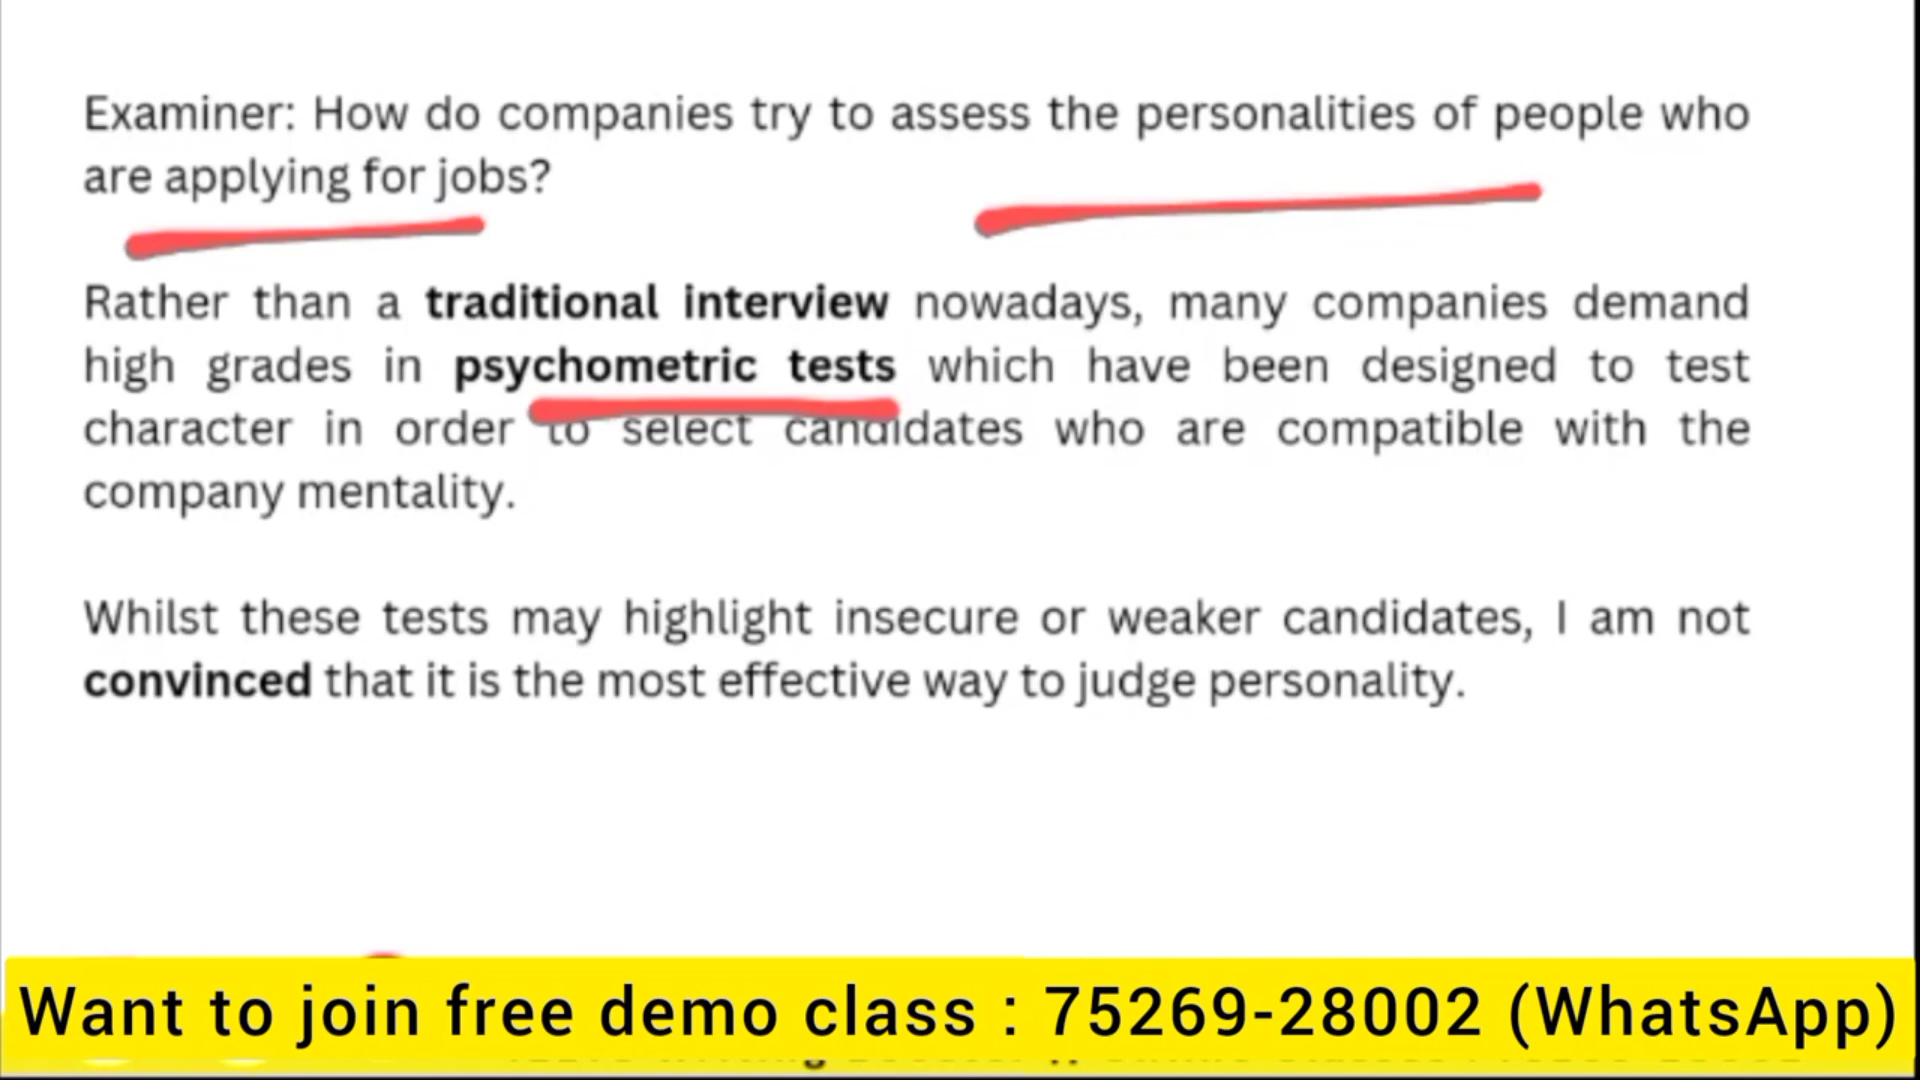 Examiner: How do companies try to assess the personalities of people who
are applying for jobs?
Rather than a traditional interview nowadays, many companies demand
high grades in psychometric tests which have been designed to test
character in order to select candidates who are compatible with the
company mentality.
Whilst these tests may highlight insecure or weaker candidates, I am not
convinced that it is the most effective way to judge personality.
Want to join free demo class : 75269-28002 (WhatsApp)